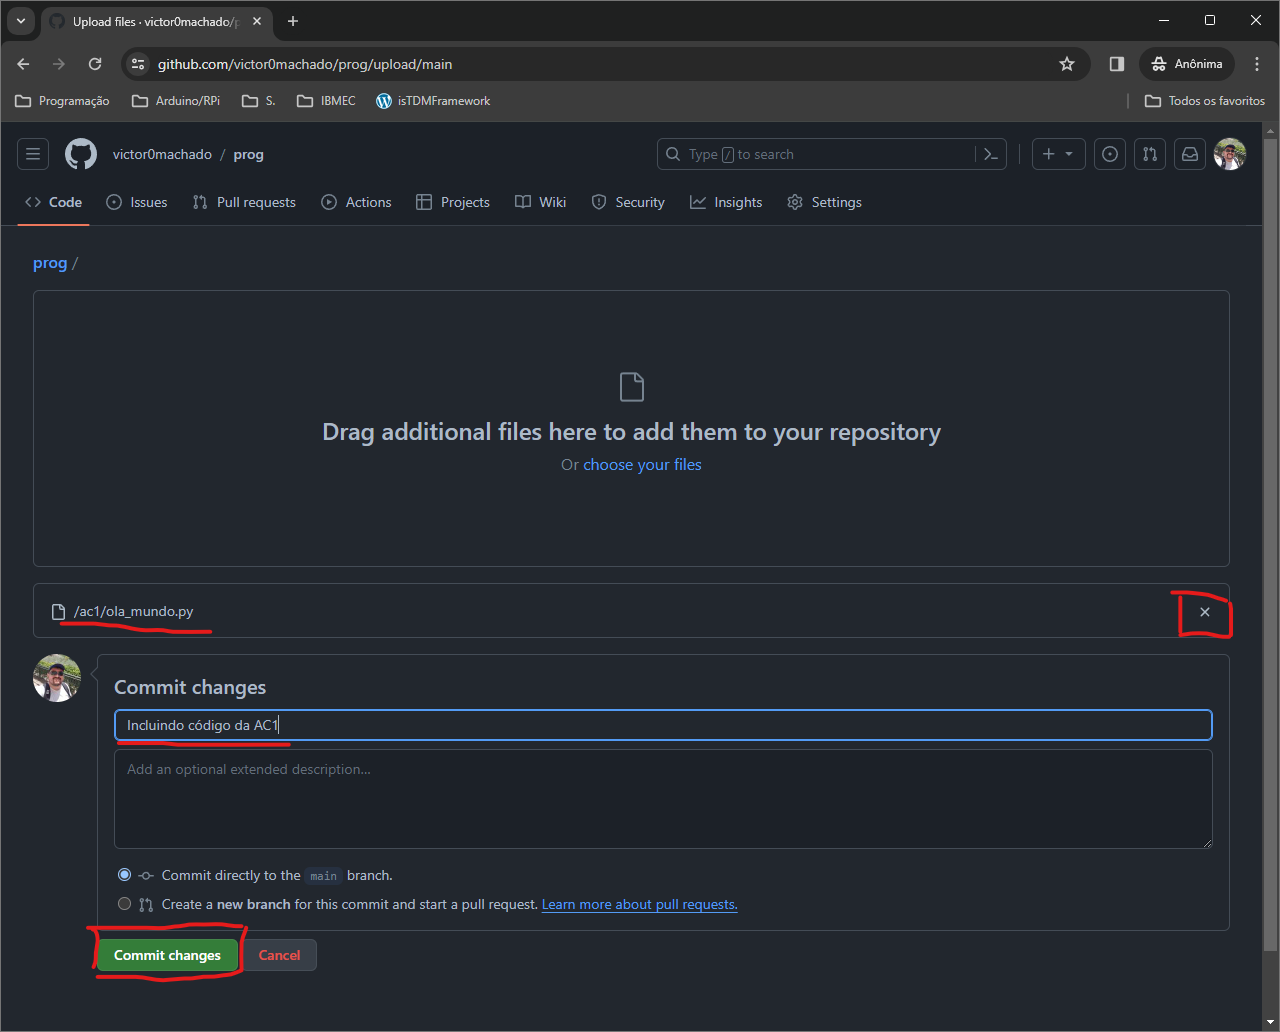 Upload files · victor0machado/p
github.com/victor0machado/prog/upload/main
Anônima
Programação
Arduino/RPi
S.
IBMEC
isTDMFramework
Todos os favoritos
victor0machado / prog
Type / to search
Code
Issues
Pull requests
Actions
Projects
Wiki
Security
Insights
Settings
prog /
Drag additional files here to add them to your repository
Or choose your files
/ac1/ola_mundo.py
Commit changes
Incluindo código da AC1
Add an optional extended description...
Commit directly to the main branch.
Create a new branch for this commit and start a pull request. Learn more about pull requests.
Commit changes
Cancel